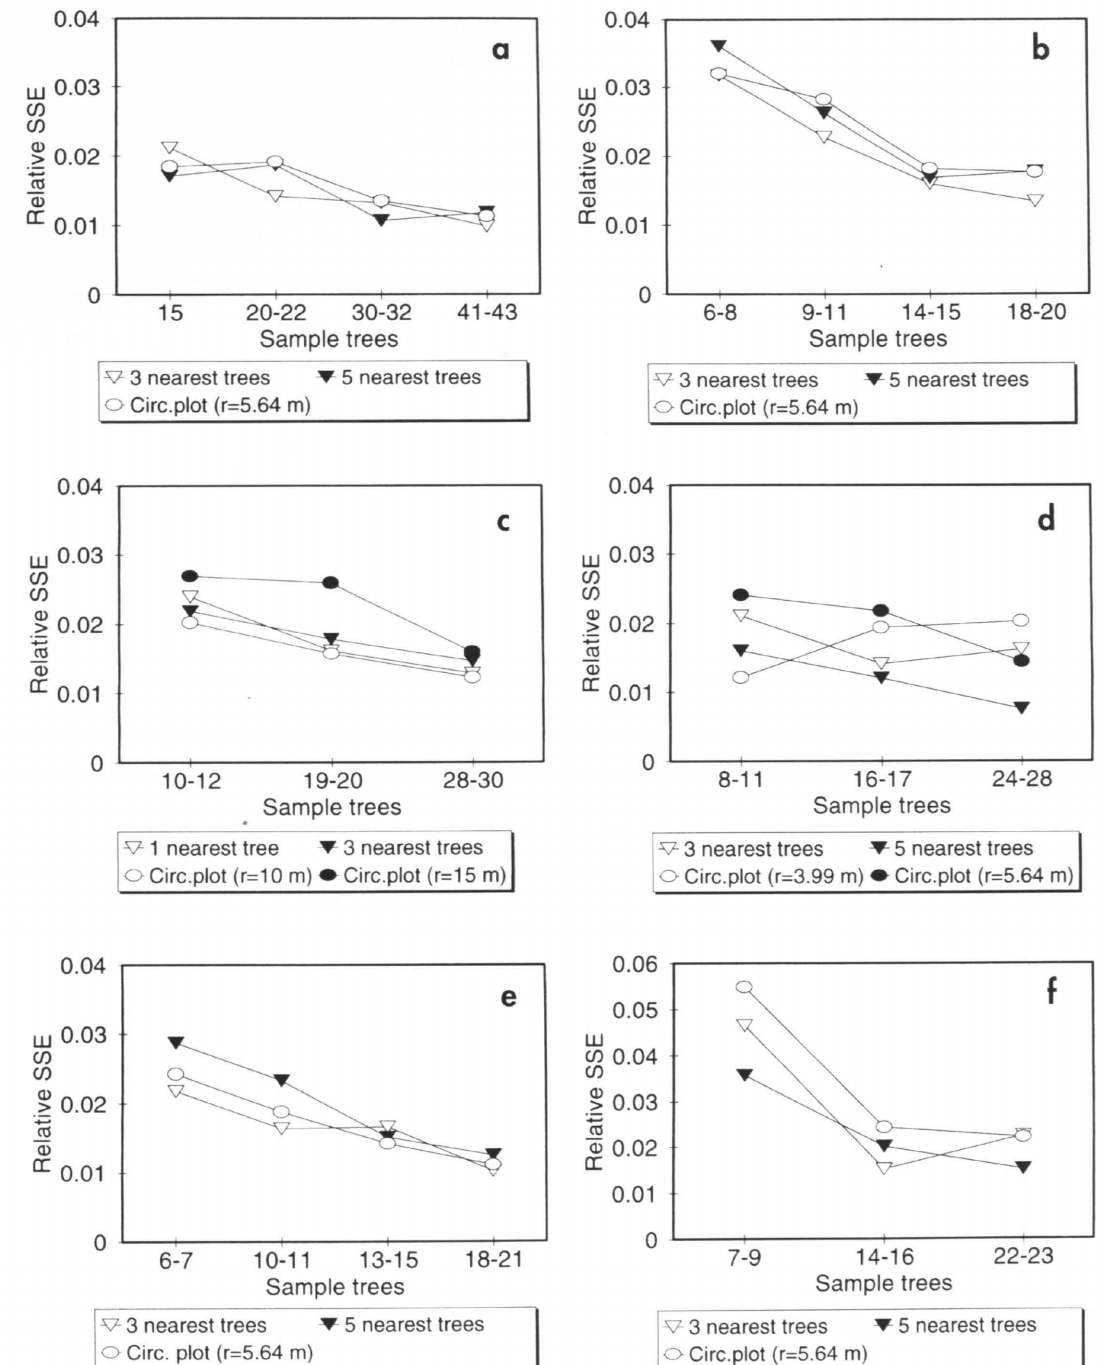 a
0.04
0.03
0.02
0.01
0
Relative SSE
15 20-22 30-32 41-43
Sample trees
3 nearest trees 5 nearest trees
Circ.plot (r=5.64 m)
b
0.04
0.03
0.02
0.01
0
Relative SSE
6-8 9-11 14-15 18-20
Sample trees
3 nearest trees 5 nearest trees
Circ.plot (r=5.64 m)
c
0.04
0.03
0.02
0.01
0
Relative SSE
10-12 19-20 28-30
Sample trees
1 nearest tree 3 nearest trees
Circ.plot (r=10 m) Circ.plot (r=15 m)
d
0.04
0.03
0.02
0.01
0
Relative SSE
8-11 16-17 24-28
Sample trees
3 nearest trees 5 nearest trees
Circ.plot (r=3.99 m) Circ.plot (r=5.64 m)
e
0.04
0.03
0.02
0.01
0
Relative SSE
6-7 10-11 13-15 18-21
Sample trees
3 nearest trees 5 nearest trees
Circ. plot (r=5.64 m)
f
0.06
0.05
0.04
0.03
0.02
0.01
0
Relative SSE
7-9 14-16 22-23
Sample trees
3 nearest trees 5 nearest trees
Circ.plot (r=5.64 m)